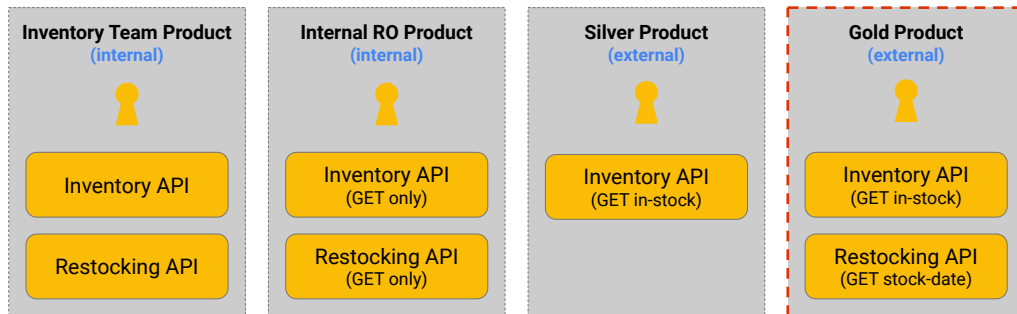 Inventory Team Product
(internal)
Inventory API
Restocking API
Internal RO Product
(internal)
Inventory API
(GET only)
Restocking API
(GET only)
Silver Product
(external)
Inventory API
(GET in-stock)
Gold Product
(external)
Inventory API
(GET in-stock)
Restocking API
(GET stock-date)